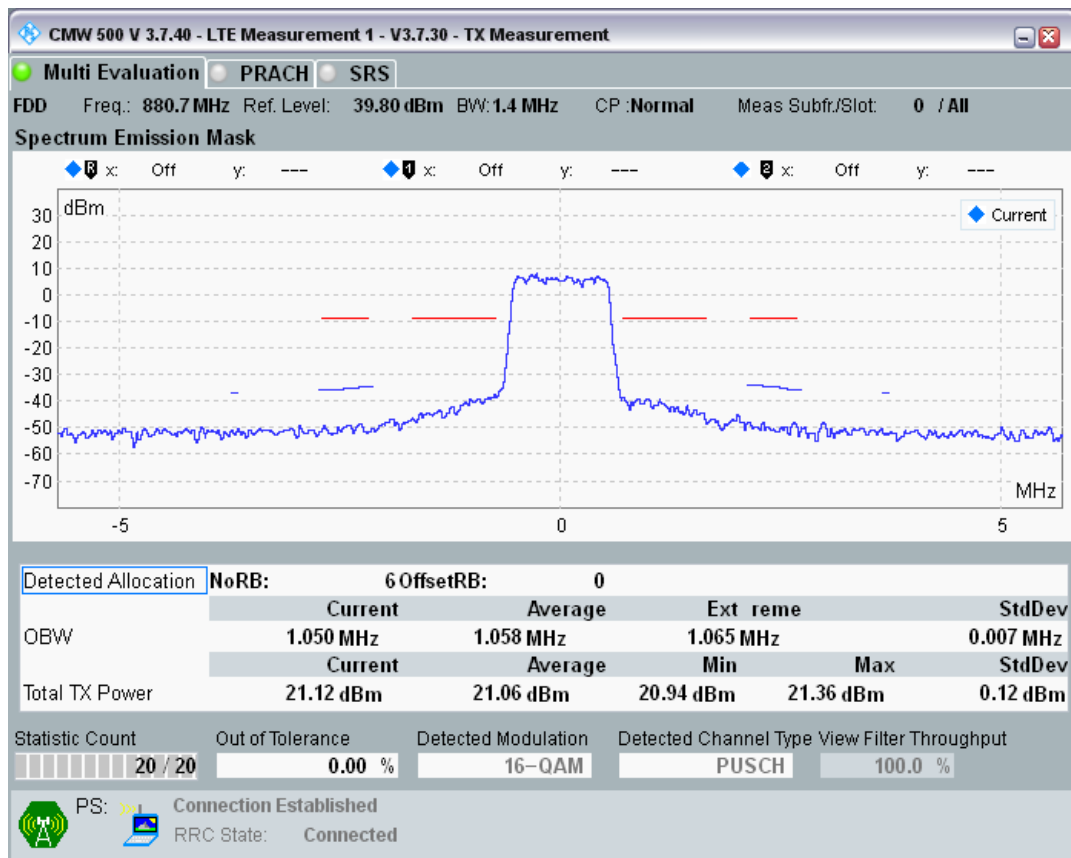 CMW 500 V 3.7.40 - LTE Measurement 1 - V3.7.30 - TX Measurement
Multi Evaluation PRACH SRS
FDD Freq.: 880.7 MHz Ref. Level: 39.80 dBm BW: 1.4 MHz CP :Normal Meas Subfr./Slot: 0 / All
Spectrum Emission Mask
R x: Off y: --- 1 x: Off y: --- 2 x: Off y: ---
dBm
Current
30
20
10
0
-10
-20
-30
-40
-50
-60
-70
MHz
-5 0 5
Detected Allocation NoRB: 6 OffsetRB: 0
Current Average Ext reme StdDev
OBW 1.050 MHz 1.058 MHz 1.065 MHz 0.007 MHz
Current Average Min Max StdDev
Total TX Power 21.12 dBm 21.06 dBm 20.94 dBm 21.36 dBm 0.12 dBm
Statistic Count Out of Tolerance Detected Modulation Detected Channel Type View Filter Throughput
20 / 20 0.00 % 16-QAM PUSCH 100.0 %
PS: Connection Established
RRC State: Connected